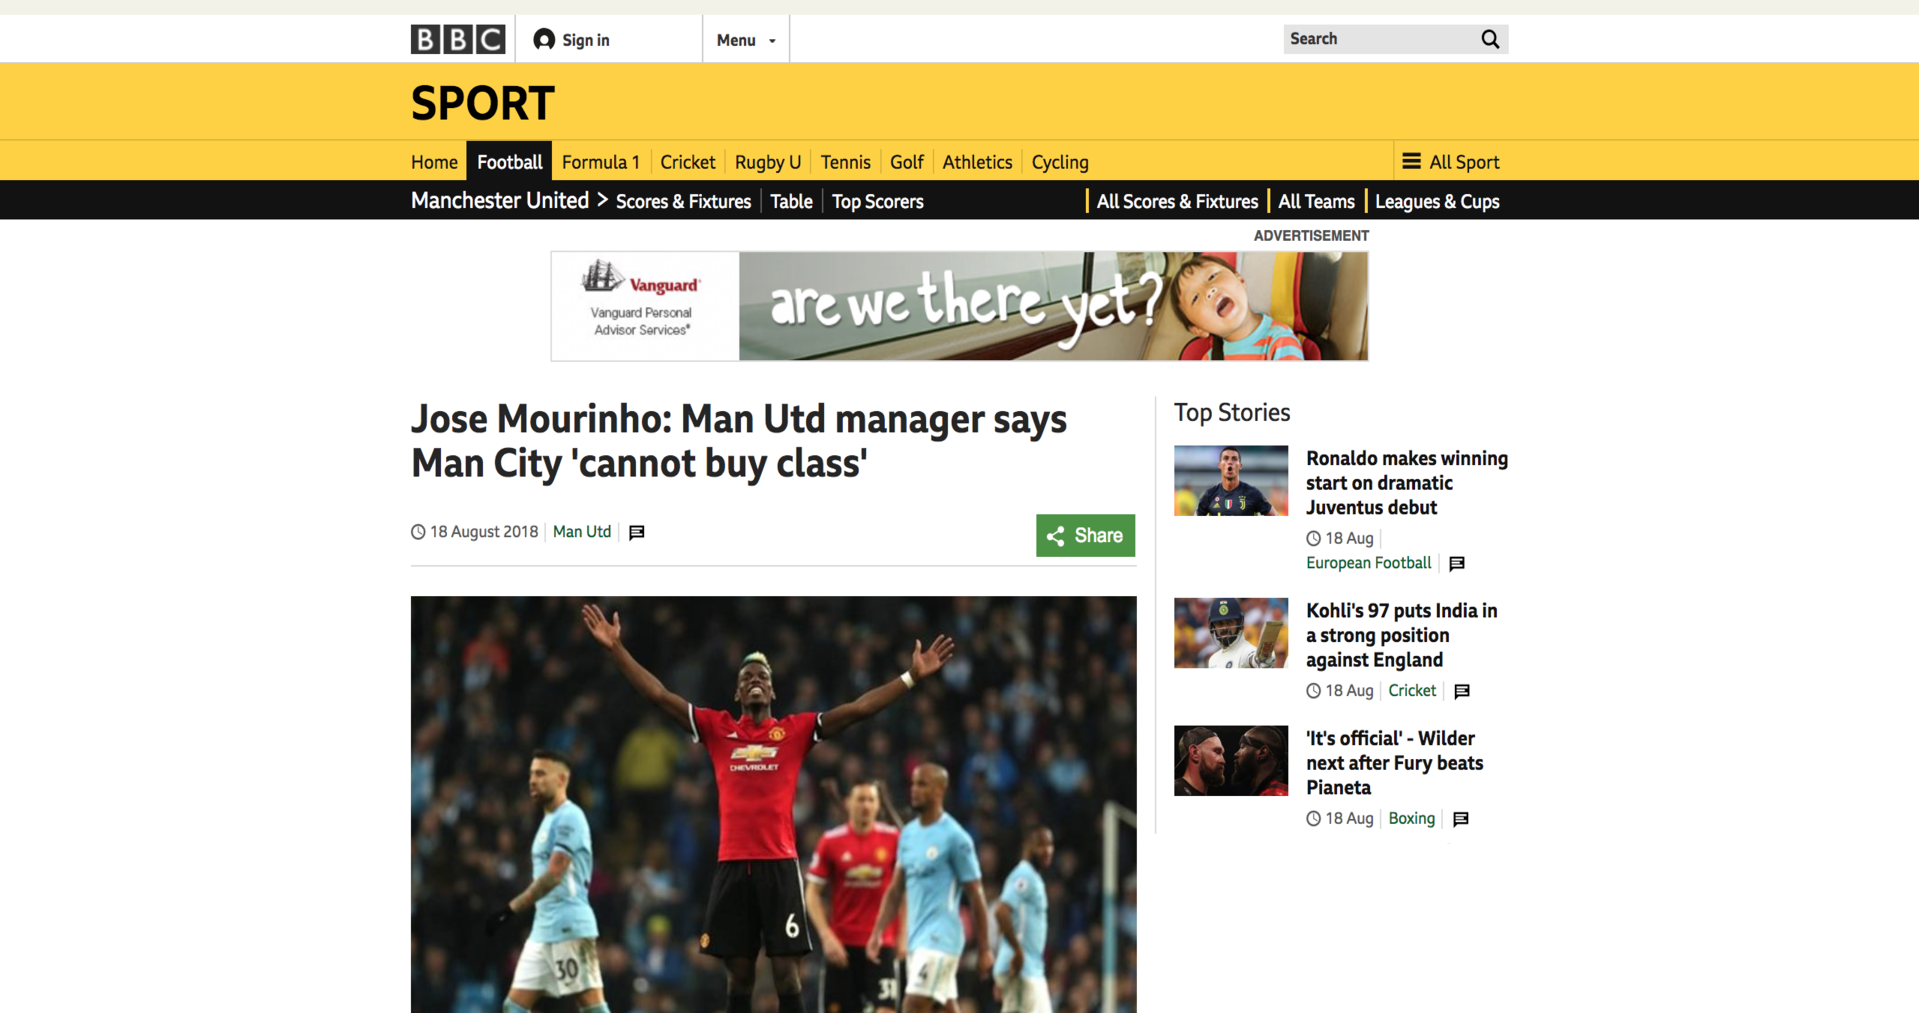 BBC
Sign in
Menu
Search
SPORT
Home
Football
Formula 1
Cricket
Rugby U
Tennis
Golf
Athletics
Cycling
All Sport
Manchester United
Scores & Fixtures
Table
Top Scorers
All Scores & Fixtures
All Teams
Leagues & Cups
ADVERTISEMENT
Vanguard®
Vanguard Personal
Advisor Services®
are we there yet?
Jose Mourinho: Man Utd manager says
Man City 'cannot buy class'
18 August 2018
Man Utd
Share
CHEVROLET
6
30
4
31
Top Stories
Ronaldo makes winning
start on dramatic
Juventus debut
18 Aug
European Football
Kohli's 97 puts India in
a strong position
against England
18 Aug
Cricket
'It's official' - Wilder
next after Fury beats
Pianeta
18 Aug
Boxing